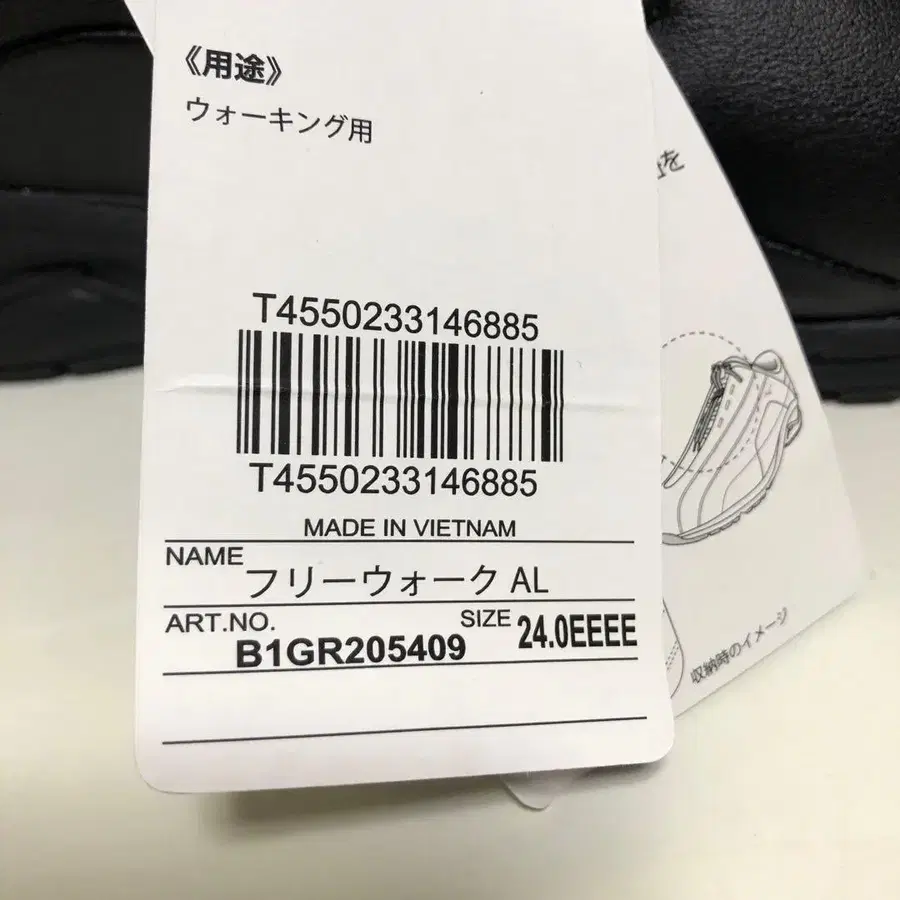 《用途》
ウォーキング用
T4550233146885
T4550233146885
MADE IN VIETNAM
NAME フリーウォーク AL
ART.NO. B1GR205409 SIZE 24.0EEEE
を
収納時のイメージ